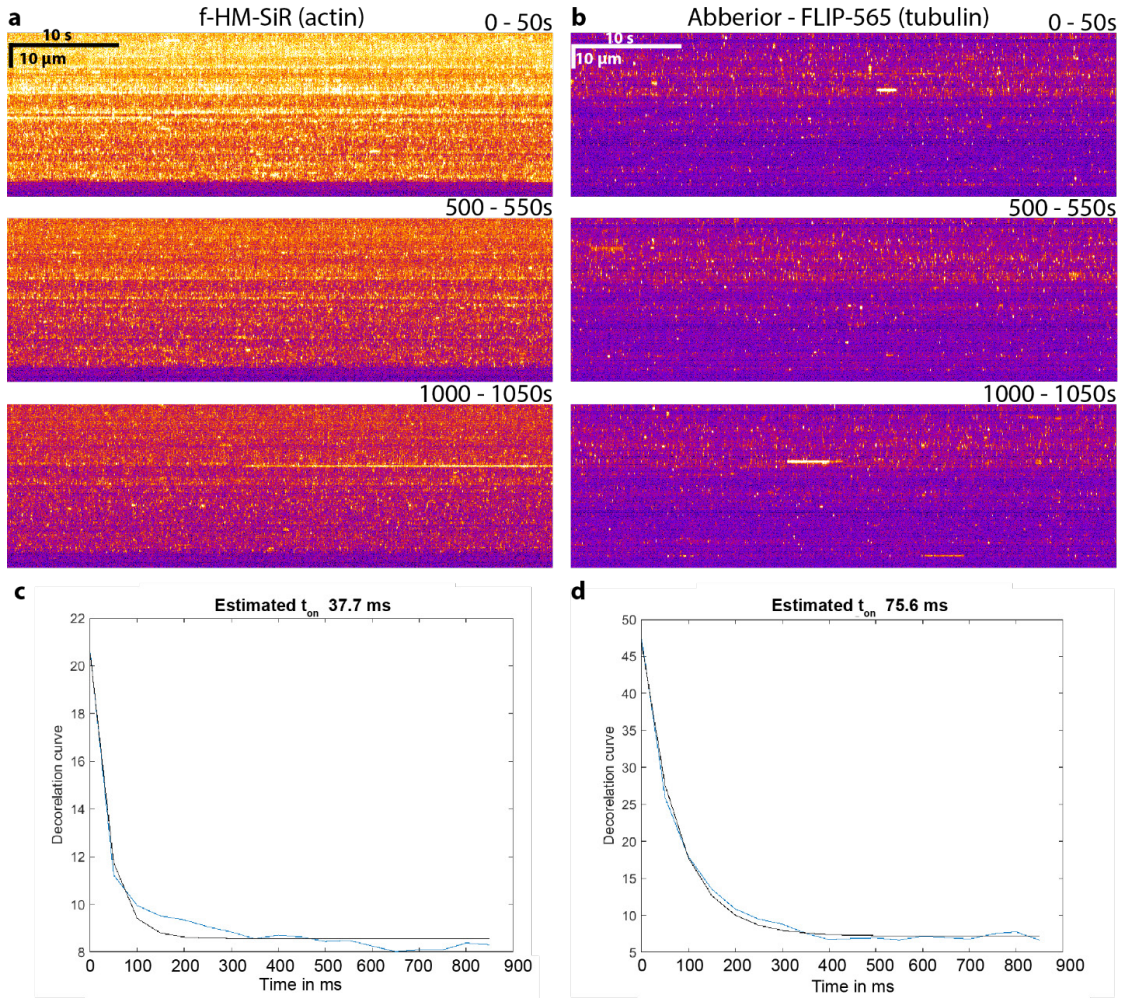 a
f-HM-SiR (actin)
0 - 50s
10 s
10 µm
500 - 550s
1000 - 1050s
b
Abberior - FLIP-565 (tubulin)
0 - 50s
10 s
10 µm
500 - 550s
1000 - 1050s
c
Estimated t_on 37.7 ms
Decorelation curve
22
20
18
16
14
12
10
8
0 100 200 300 400 500 600 700 800 900
Time in ms
d
Estimated t_on 75.6 ms
Decorelation curve
50
45
40
35
30
25
20
15
10
5
0 100 200 300 400 500 600 700 800 900
Time in ms